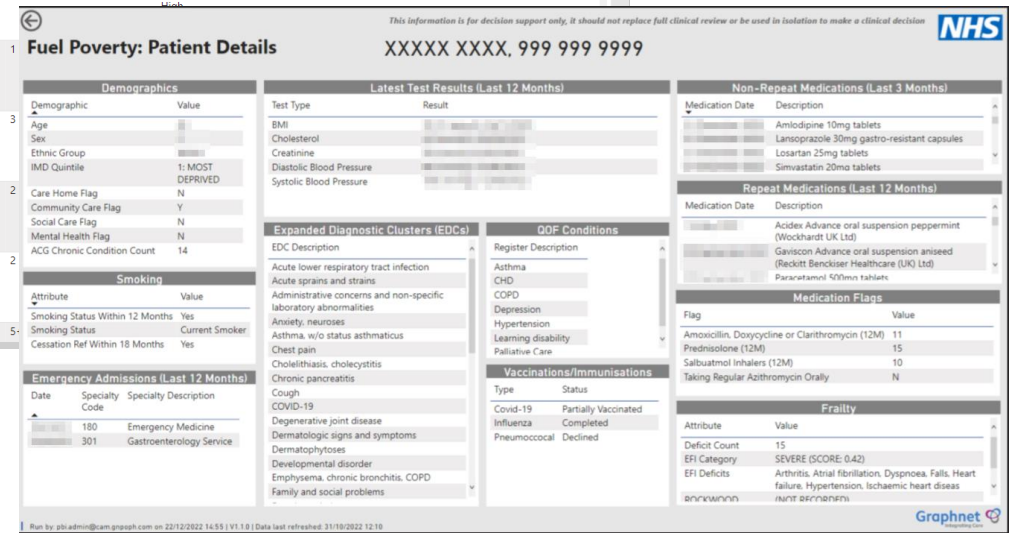 High
1
3
2
2
5-
This information is for decision support only, it should not replace full clinical review or be used in isolation to make a clinical decision
NHS
Fuel Poverty: Patient Details
XXXXX XXXX, 999 999 9999
Demographics
Demographic Value
Age
Sex
Ethnic Group
IMD Quintile 1: MOST
DEPRIVED
Care Home Flag N
Community Care Flag Y
Social Care Flag N
Mental Health Flag N
ACG Chronic Condition Count 14
Smoking
Attribute Value
Smoking Status Within 12 Months Yes
Smoking Status Current Smoker
Cessation Ref Within 18 Months Yes
Emergency Admissions (Last 12 Months)
Date Specialty Specialty Description
Code
180 Emergency Medicine
301 Gastroenterology Service
Latest Test Results (Last 12 Months)
Test Type Result
BMI
Cholesterol
Creatinine
Diastolic Blood Pressure
Systolic Blood Pressure
Expanded Diagnostic Clusters (EDCs)
EDC Description
Acute lower respiratory tract infection
Acute sprains and strains
Administrative concerns and non-specific
laboratory abnormalities
Anxiety, neuroses
Asthma, w/o status asthmaticus
Chest pain
Cholelithiasis, cholecystitis
Chronic pancreatitis
Cough
COVID-19
Degenerative joint disease
Dermatologic signs and symptoms
Dermatophytoses
Developmental disorder
Emphysema, chronic bronchitis, COPD
Family and social problems
QOF Conditions
Register Description
Asthma
CHD
COPD
Depression
Hypertension
Learning disability
Palliative Care
Vaccinations/Immunisations
Type Status
Covid-19 Partially Vaccinated
Influenza Completed
Pneumoccocal Declined
Non-Repeat Medications (Last 3 Months)
Medication Date Description
Amlodipine 10mg tablets
Lansoprazole 30mg gastro-resistant capsules
Losartan 25mg tablets
Simvastatin 20mg tablets
Repeat Medications (Last 12 Months)
Medication Date Description
Acidex Advance oral suspension peppermint
(Wockhardt UK Ltd)
Gaviscon Advance oral suspension aniseed
(Reckitt Benckiser Healthcare (UK) Ltd)
Paracetamol 500mg tablets
Medication Flags
Flag Value
Amoxicillin, Doxycycline or Clarithromycin (12M) 11
Prednisolone (12M) 15
Salbuatmol Inhalers (12M) 10
Taking Regular Azithromycin Orally N
Frailty
Attribute Value
Deficit Count 15
EFI Category SEVERE (SCORE: 0.42)
EFI Deficits Arthritis, Atrial fibrillation, Dyspnoea, Falls, Heart
failure, Hypertension, Ischaemic heart diseas
ROCKWOOD (NOT RECORDED)
Run by: pbi.admin@cam.gnpoph.com on 22/12/2022 14:55 | V1.1.0 | Data last refreshed: 31/10/2022 12:10
Graphnet
Integrating Care